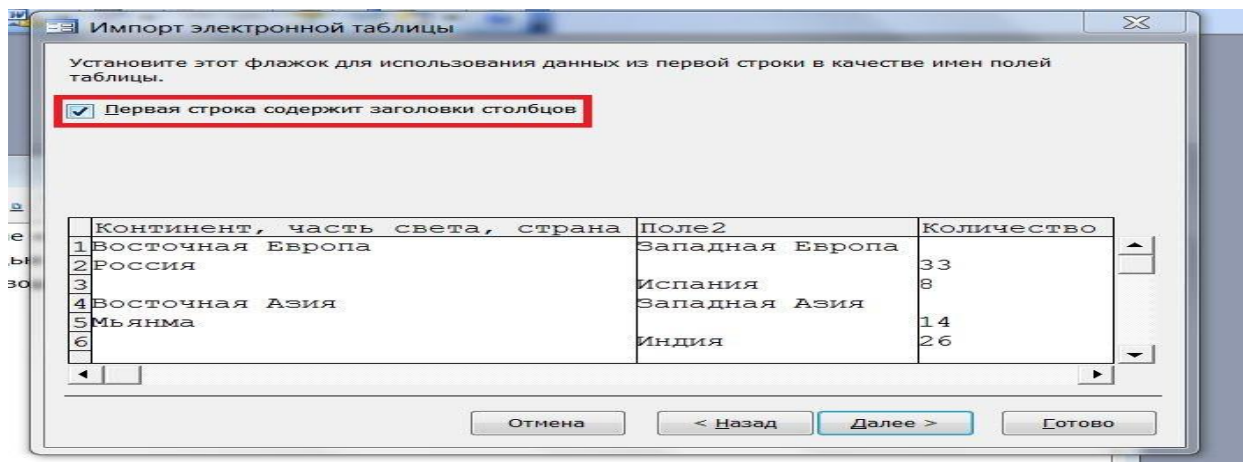 Импорт электронной таблицы
Установите этот флажок для использования данных из первой строки в качестве имен полей
таблицы.
Первая строка содержит заголовки столбцов
Континент, часть света, страна Поле2 Количество
1 Восточная Европа Западная Европа
2 Россия 33
3 Испания 8
4 Восточная Азия Западная Азия
5 Мьянма 14
6 Индия 26
Отмена < Назад Далее > Готово